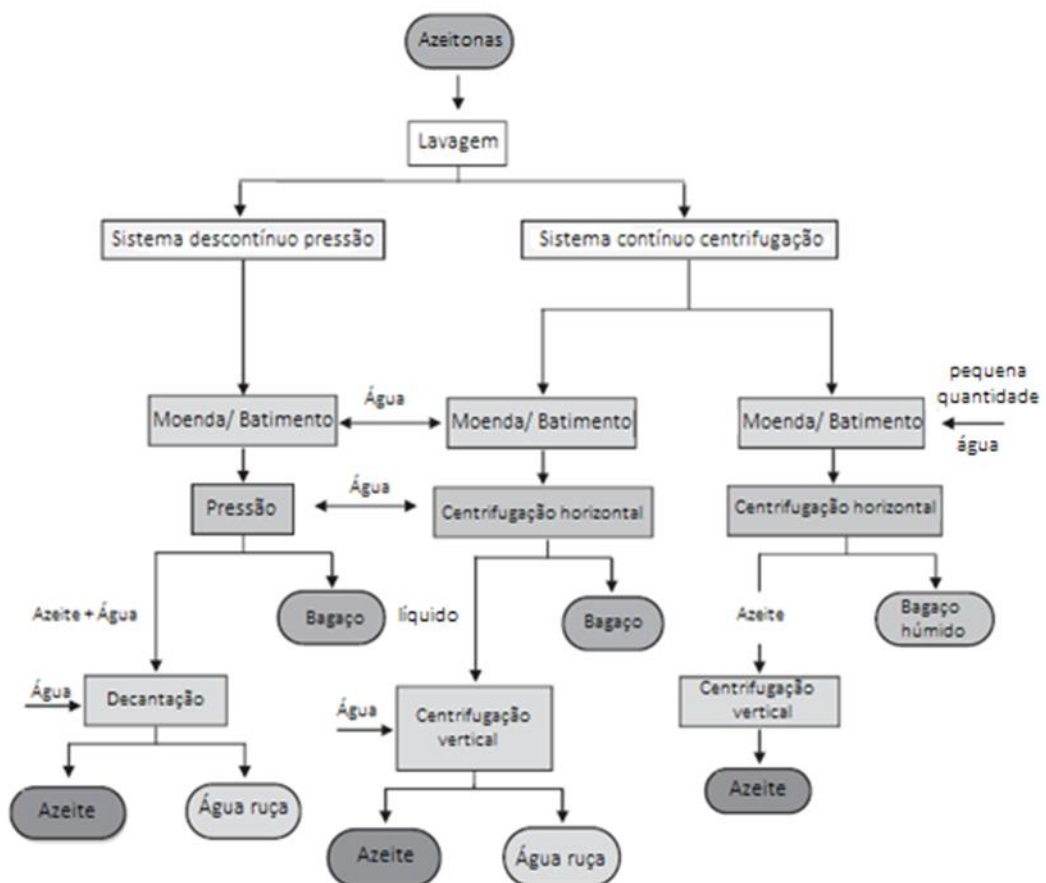 Azeitonas
Lavagem
Sistema descontínuo pressão
Sistema contínuo centrifugação
Moenda/ Batimento
Água
Moenda/ Batimento
Moenda/ Batimento
pequena
quantidade
água
Pressão
Água
Centrifugação horizontal
Centrifugação horizontal
Azeite + Água
Bagaço
líquido
Bagaço
Azeite
Bagaço
húmido
Água
Decantação
Água
Centrifugação
vertical
Centrifugação
vertical
Azeite
Água ruça
Azeite
Água ruça
Azeite